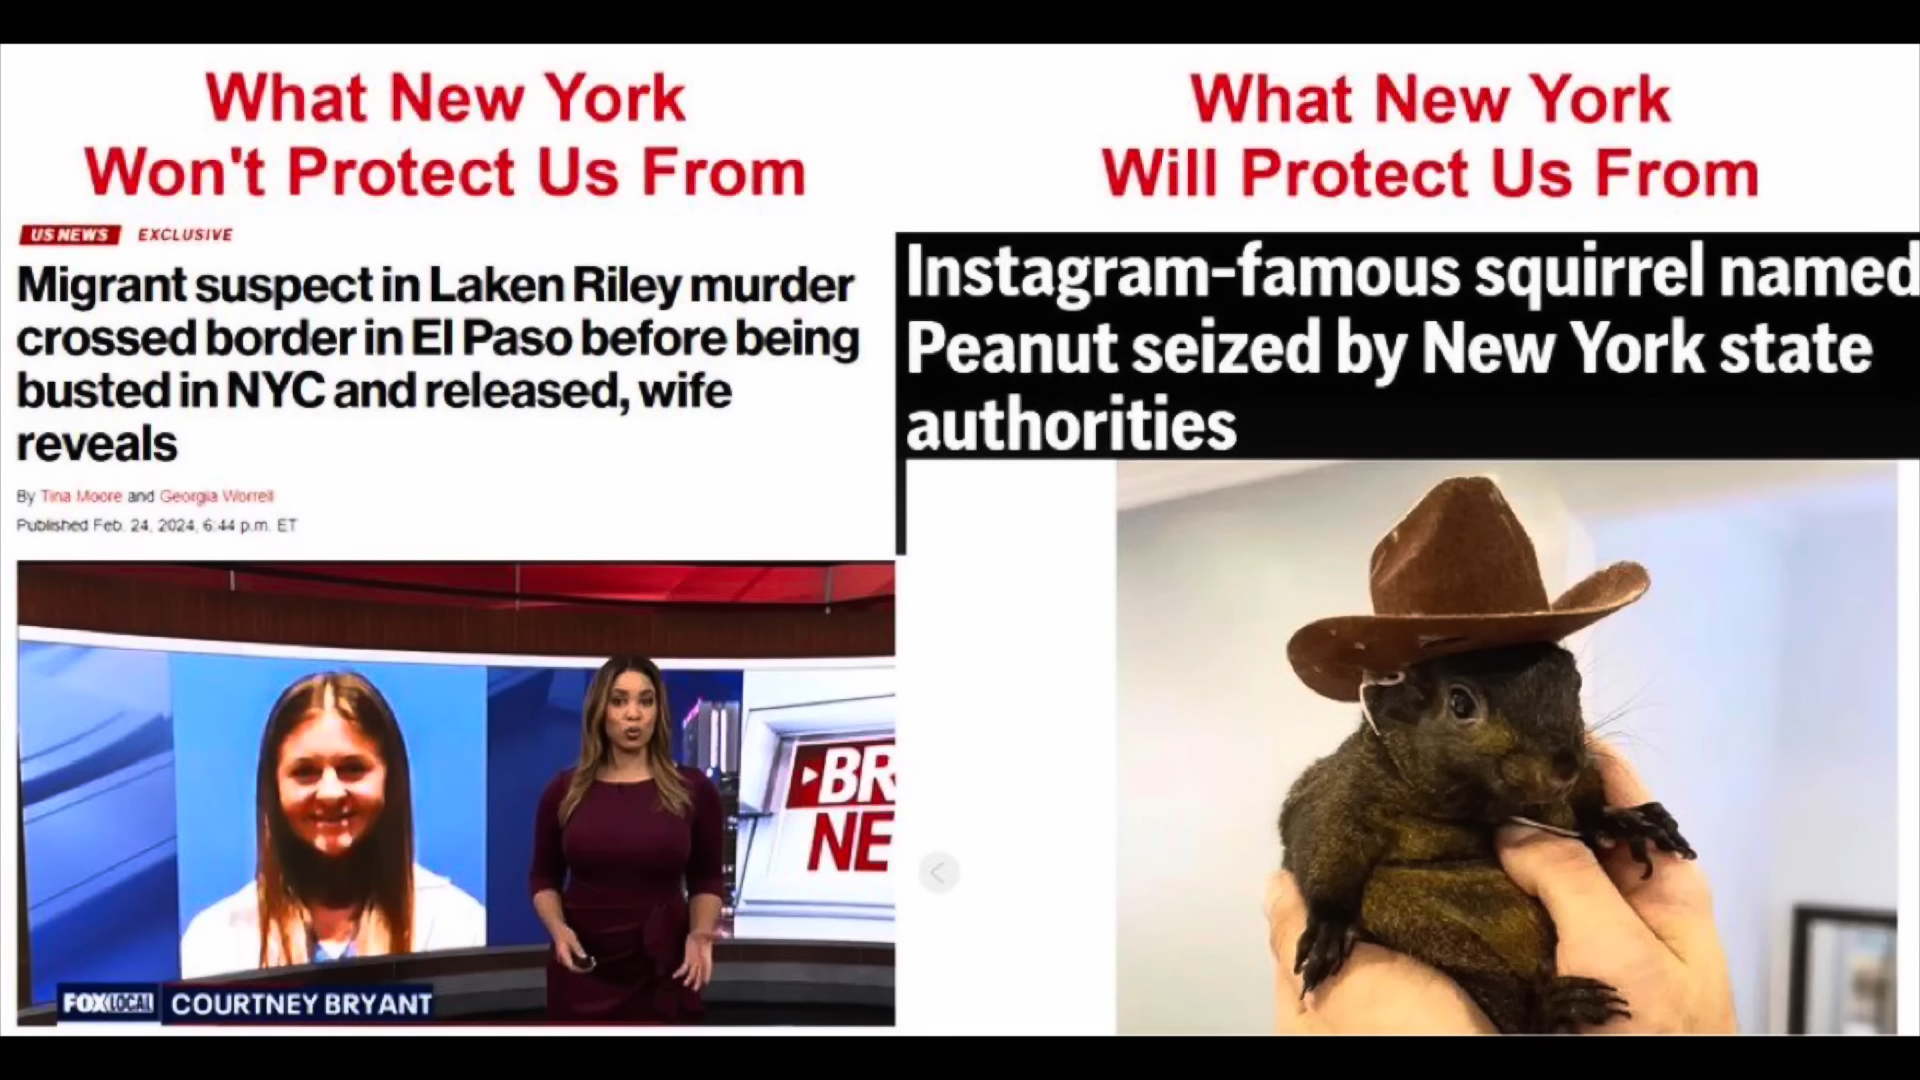 What New York
Won't Protect Us From
US NEWS EXCLUSIVE
Migrant suspect in Laken Riley murder
crossed border in El Paso before being
busted in NYC and released, wife
reveals
By Tina Moore and Georgia Worrell
Published Feb. 24, 2024, 6:44 p.m. ET
BR
NE
FOX LOCAL COURTNEY BRYANT
What New York
Will Protect Us From
Instagram-famous squirrel named
Peanut seized by New York state
authorities